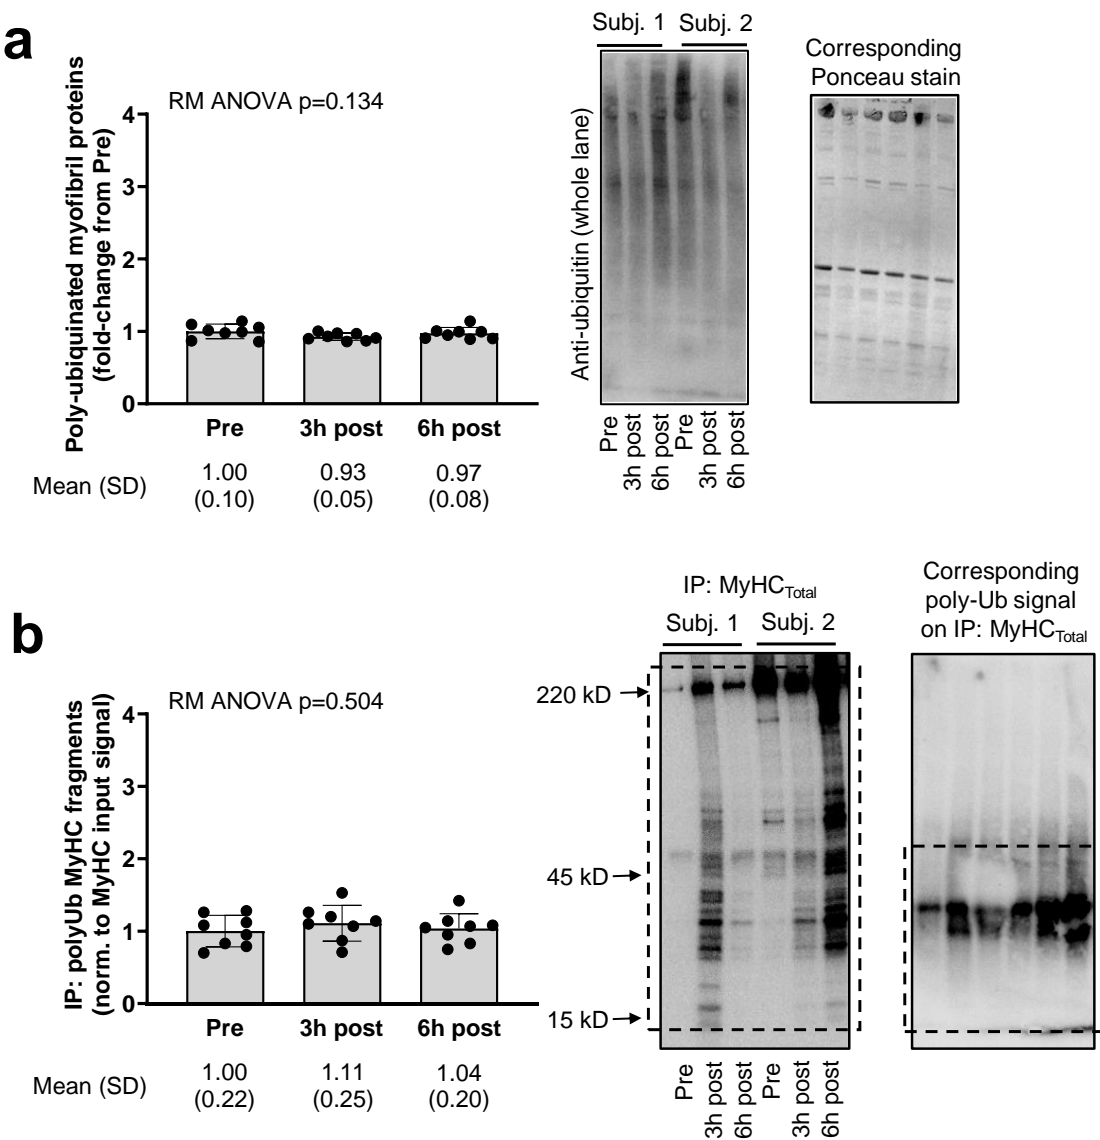 a
Poly-ubiquinated myofibril proteins
(fold-change from Pre)
RM ANOVA p=0.134
4
3
2
1
0
Pre 3h post 6h post
Mean (SD)
1.00 0.93 0.97
(0.10) (0.05) (0.08)
Subj. 1 Subj. 2
Anti-ubiquitin (whole lane)
Pre
3h post
6h post
Pre
3h post
6h post
Corresponding
Ponceau stain
b
IP: polyUb MyHC fragments
(norm. to MyHC input signal)
RM ANOVA p=0.504
4
3
2
1
0
Pre 3h post 6h post
Mean (SD)
1.00 1.11 1.04
(0.22) (0.25) (0.20)
IP: MyHCTotal
Subj. 1 Subj. 2
220 kD
45 kD
15 kD
Pre
3h post
6h post
Pre
3h post
6h post
Corresponding
poly-Ub signal
on IP: MyHCTotal